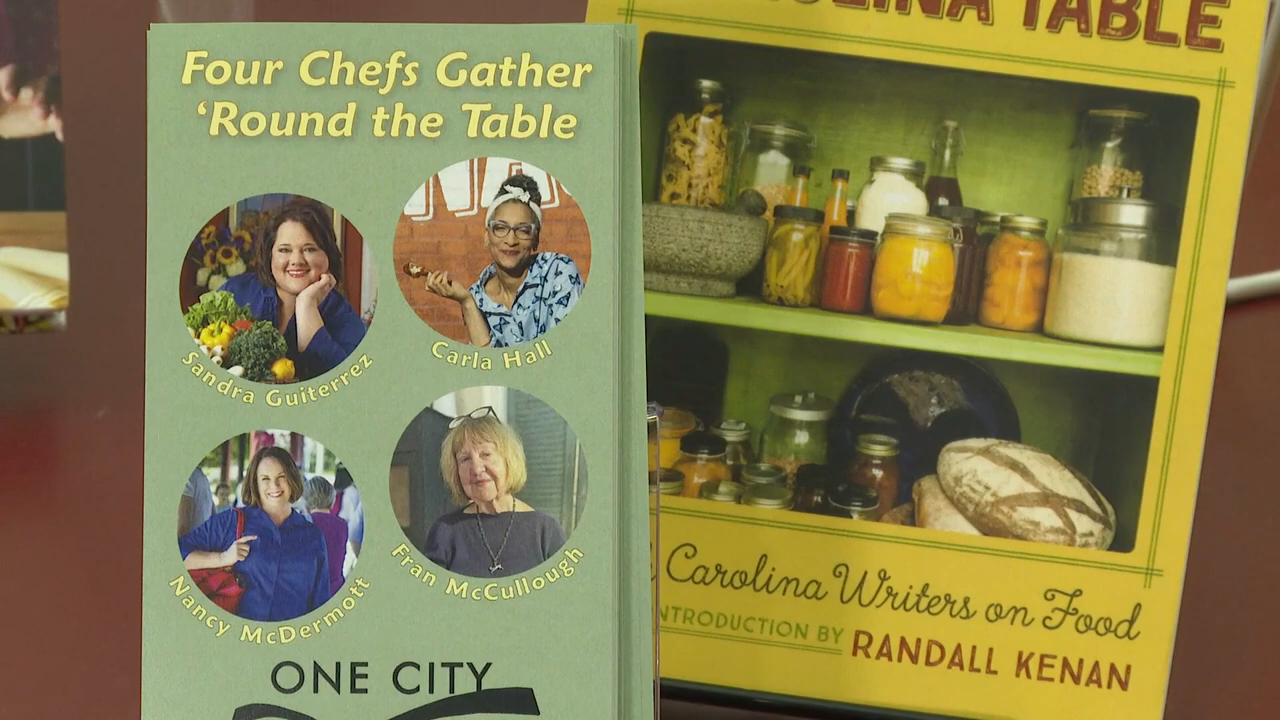 Four Chefs Gather
‘Round the Table
Sandra Guiterrez
Carla Hall
Nancy McDermott
Fran McCullough
ONE CITY
TABLE
Carolina Writers on Food
INTRODUCTION BY RANDALL KENAN